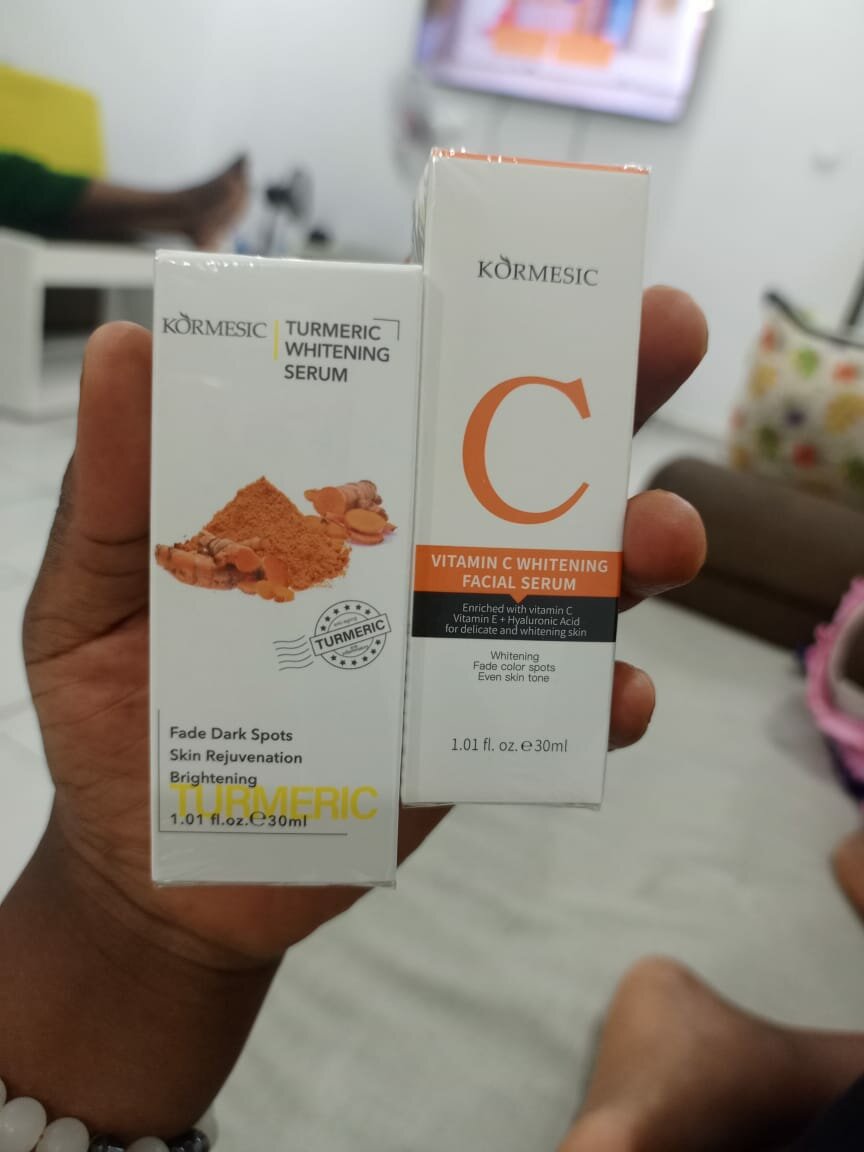 KORMESIC
TURMERIC
WHITENING
SERUM
TURMERIC
Fade Dark Spots
Skin Rejuvenation
Brightening
TURMERIC
1.01 fl.oz.℮30ml
KORMESIC
C
VITAMIN C WHITENING
FACIAL SERUM
Enriched with vitamin C
Vitamin E + Hyaluronic Acid
for delicate and whitening skin
Whitening
Fade color spots
Even skin tone
1.01 fl. oz.℮30ml